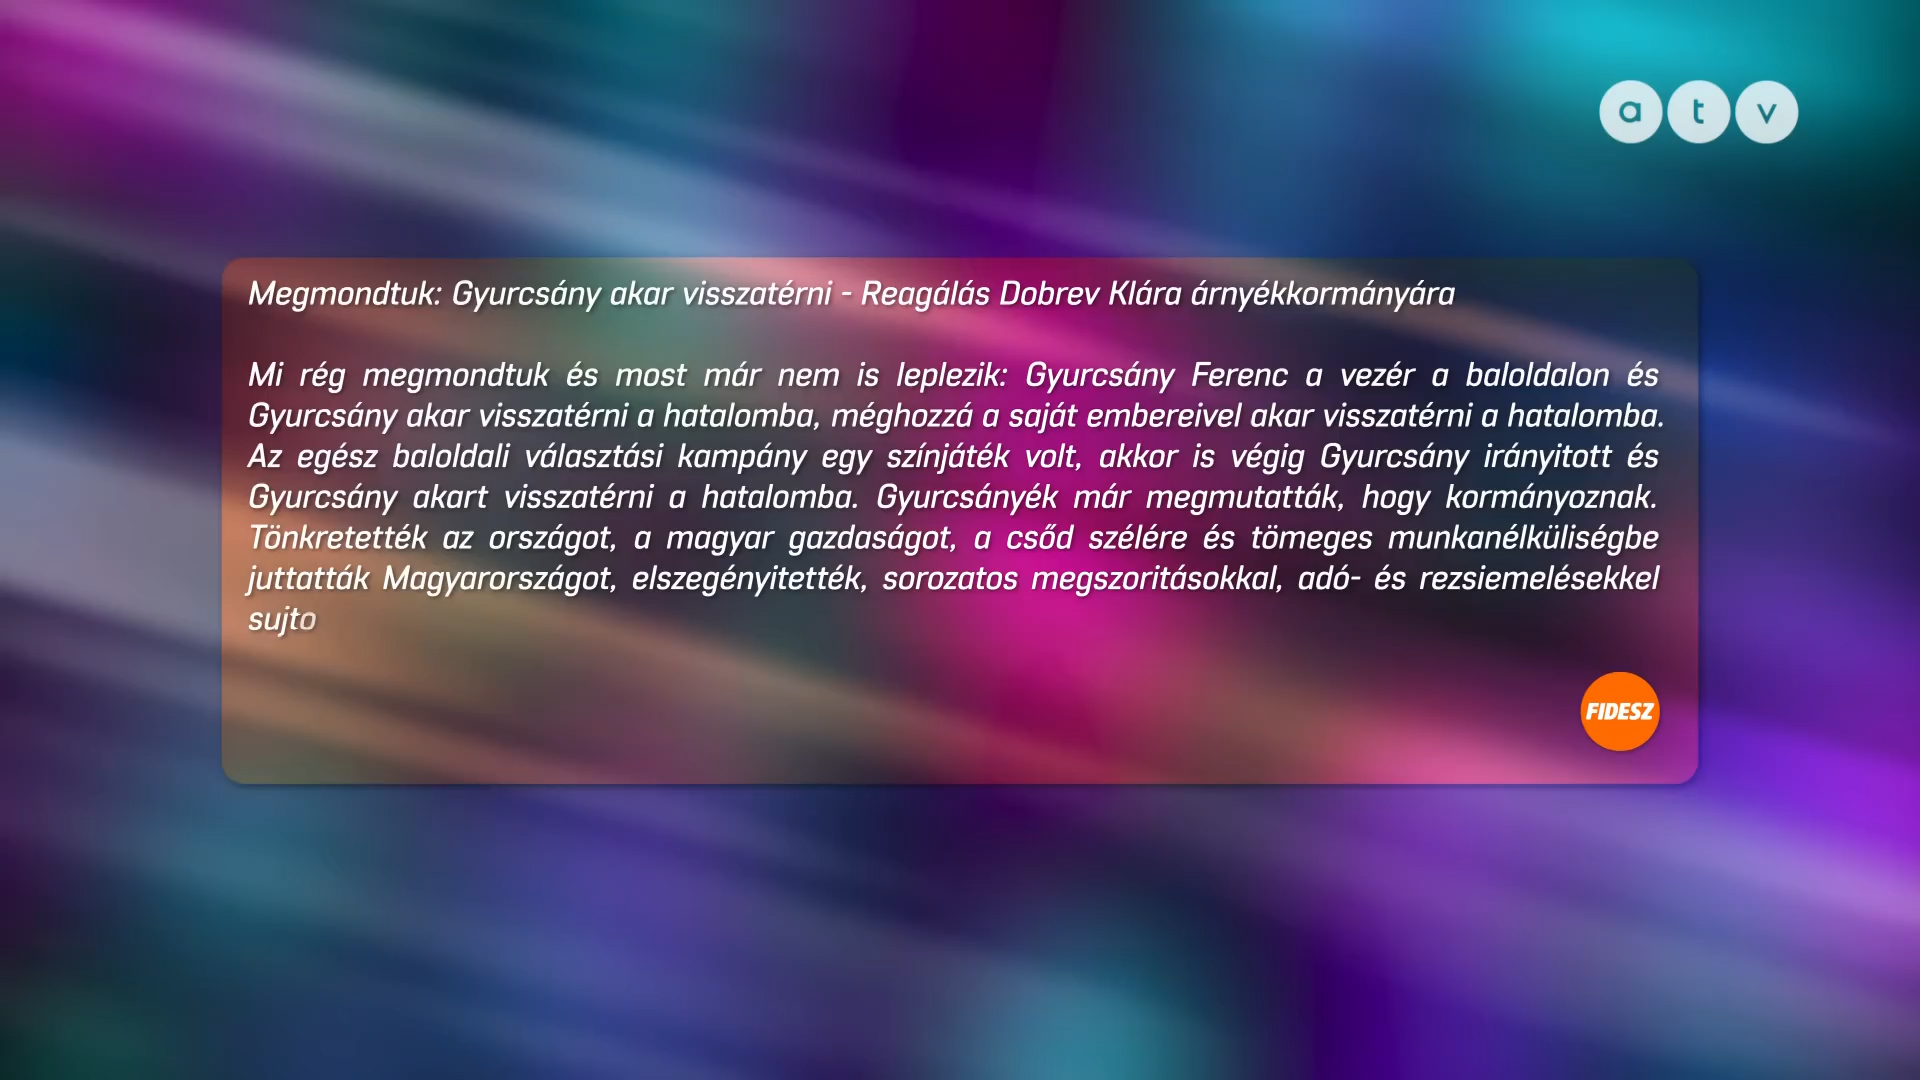 a t v
Megmondtuk: Gyurcsány akar visszatérni - Reagálás Dobrev Klára árnyékkormányára
Mi rég megmondtuk és most már nem is leplezik: Gyurcsány Ferenc a vezér a baloldalon és
Gyurcsány akar visszatérni a hatalomba, méghozzá a saját embereivel akar visszatérni a hatalomba.
Az egész baloldali választási kampány egy színjáték volt, akkor is végig Gyurcsány irányitott és
Gyurcsány akart visszatérni a hatalomba. Gyurcsányék már megmutatták, hogy kormányoznak.
Tönkretették az országot, a magyar gazdaságot, a csőd szélére és tömeges munkanélküliségbe
juttatták Magyarországot, elszegényitették, sorozatos megszoritásokkal, adó- és rezsiemelésekkel
sujto
FIDESZ